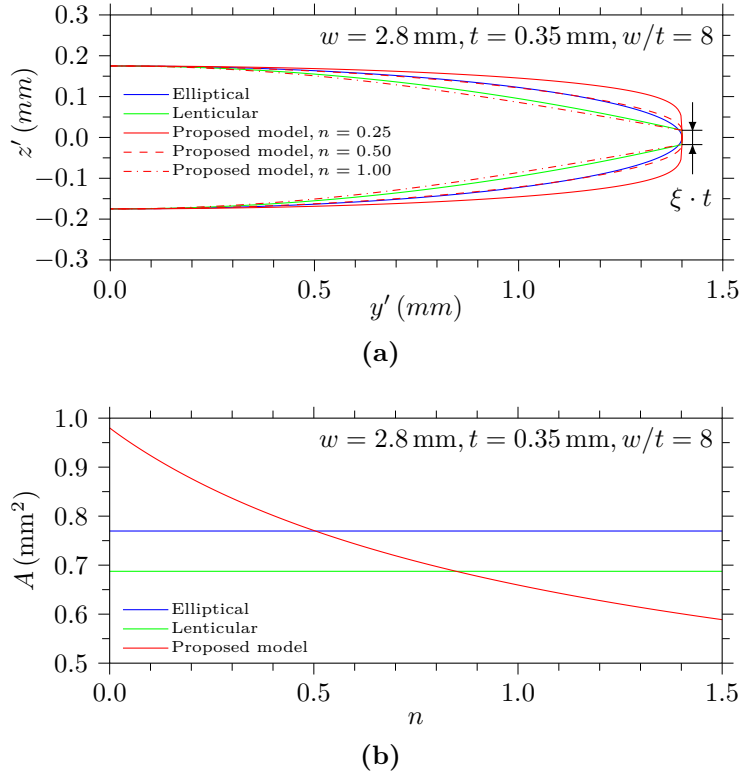 w = 2.8 mm, t = 0.35 mm, w/t = 8
0.3
0.2
0.1
0.0
−0.1
−0.2
−0.3
z′ (mm)
Elliptical
Lenticular
Proposed model, n = 0.25
Proposed model, n = 0.50
Proposed model, n = 1.00
ξ · t
0.0 0.5 1.0 1.5
y′ (mm)
(a)
w = 2.8 mm, t = 0.35 mm, w/t = 8
1.0
0.9
0.8
0.7
0.6
0.5
A (mm²)
Elliptical
Lenticular
Proposed model
0.0 0.5 1.0 1.5
n
(b)